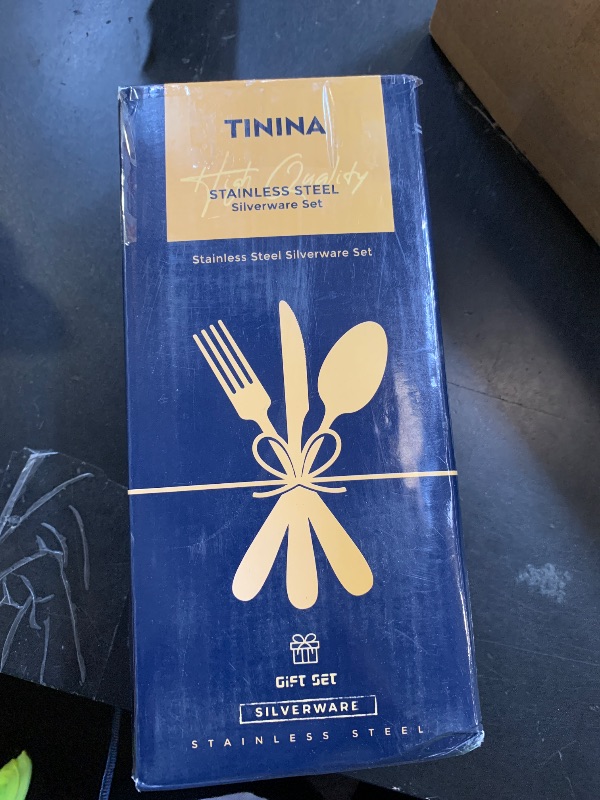 TININA
High Quality
STAINLESS STEEL
Silverware Set
Stainless Steel Silverware Set
GiFT SET
SILVERWARE
STAINLESS STEEL